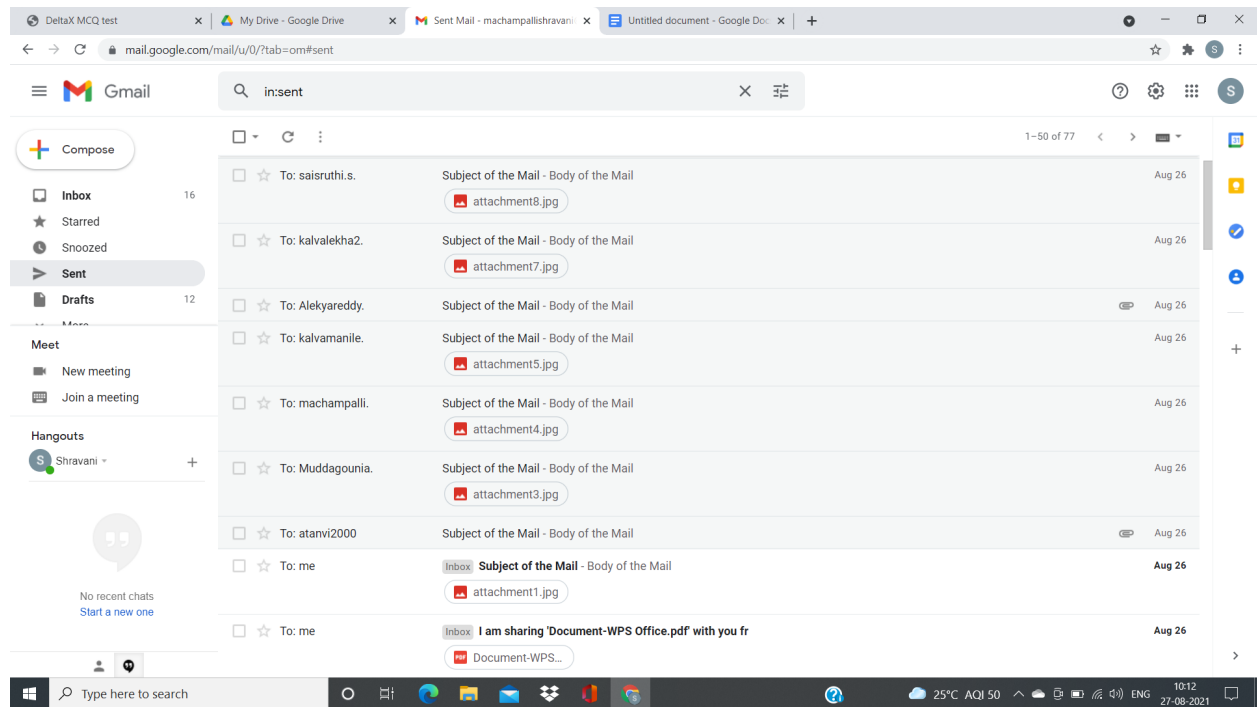 DeltaX MCQ test
My Drive - Google Drive
Sent Mail - machampallishravani
Untitled document - Google Doc
mail.google.com/mail/u/0/?tab=om#sent
S
Gmail
in:sent
S
Compose
1–50 of 77
31
Inbox 16
Starred
Snoozed
Sent
Drafts 12
More
Meet
New meeting
Join a meeting
Hangouts
S Shravani
No recent chats
Start a new one
To: saisruthi.s. Subject of the Mail - Body of the Mail Aug 26
attachment8.jpg
To: kalvalekha2. Subject of the Mail - Body of the Mail Aug 26
attachment7.jpg
To: Alekyareddy. Subject of the Mail - Body of the Mail Aug 26
To: kalvamanile. Subject of the Mail - Body of the Mail Aug 26
attachment5.jpg
To: machampalli. Subject of the Mail - Body of the Mail Aug 26
attachment4.jpg
To: Muddagounia. Subject of the Mail - Body of the Mail Aug 26
attachment3.jpg
To: atanvi2000 Subject of the Mail - Body of the Mail Aug 26
To: me Inbox Subject of the Mail - Body of the Mail Aug 26
attachment1.jpg
To: me Inbox I am sharing 'Document-WPS Office.pdf' with you fr Aug 26
PDF Document-WPS...
Type here to search
25°C AQI 50
ENG
10:12
27-08-2021